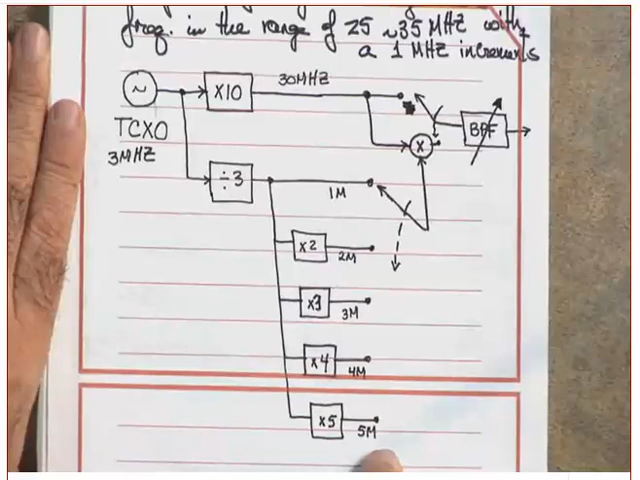 freq. in the range of 25 ~35 MHZ with
a 1 MHZ increments
30MHZ
~
X10
BPF
TCXO
3MHZ
X
÷3
1M
x2
2M
x3
3M
x4
4M
x5
5M